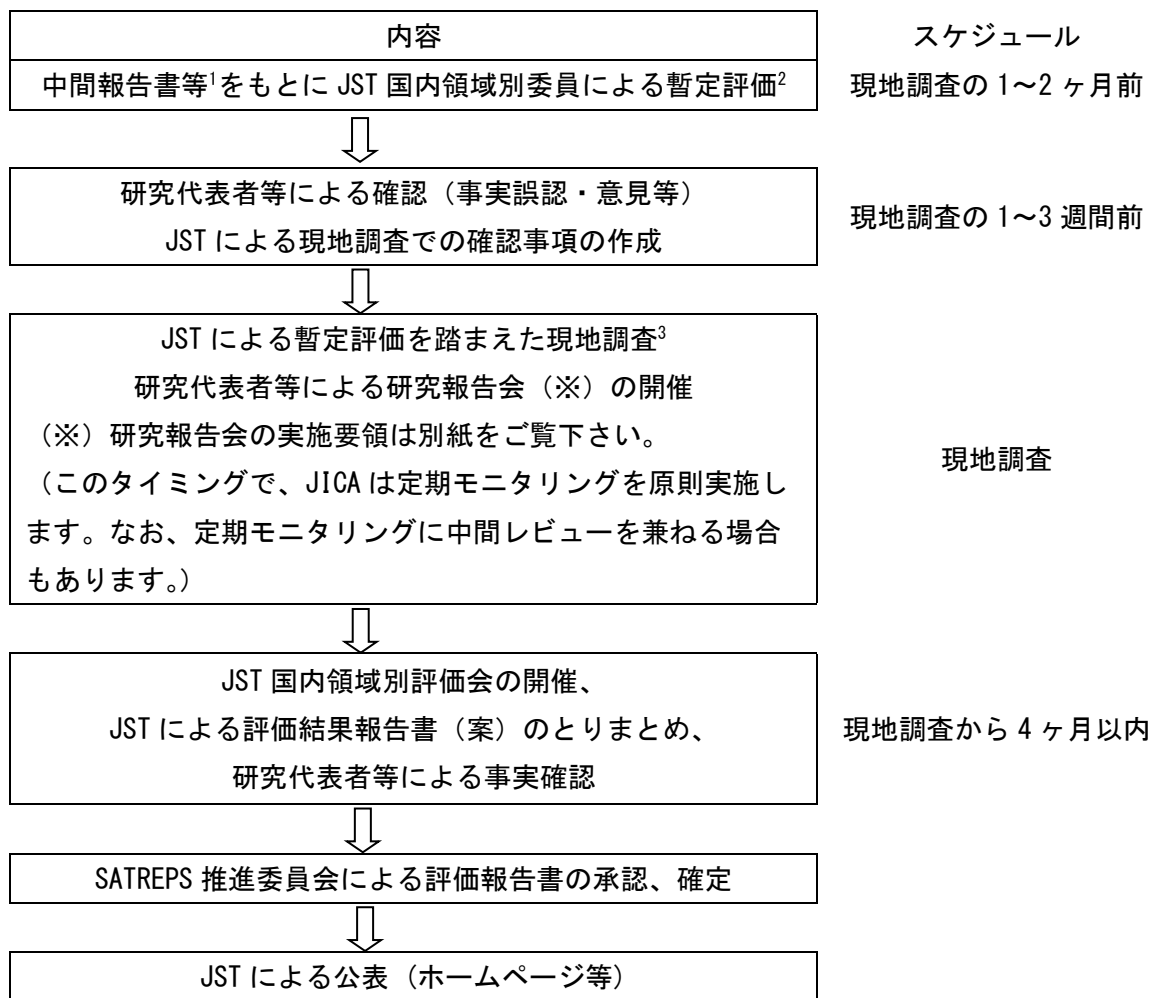 内容 スケジュール
中間報告書等1をもとに JST 国内領域別委員による暫定評価2 現地調査の 1～2 ヶ月前
研究代表者等による確認（事実誤認・意見等）
JST による現地調査での確認事項の作成
現地調査の 1～3 週間前
JST による暫定評価を踏まえた現地調査3
研究代表者等による研究報告会（※）の開催
（※）研究報告会の実施要領は別紙をご覧下さい。
（このタイミングで、JICA は定期モニタリングを原則実施し
ます。なお、定期モニタリングに中間レビューを兼ねる場合
もあります。）
現地調査
JST 国内領域別評価会の開催、
JST による評価結果報告書（案）のとりまとめ、
研究代表者等による事実確認
現地調査から 4 ヶ月以内
SATREPS 推進委員会による評価報告書の承認、確定
JST による公表（ホームページ等）